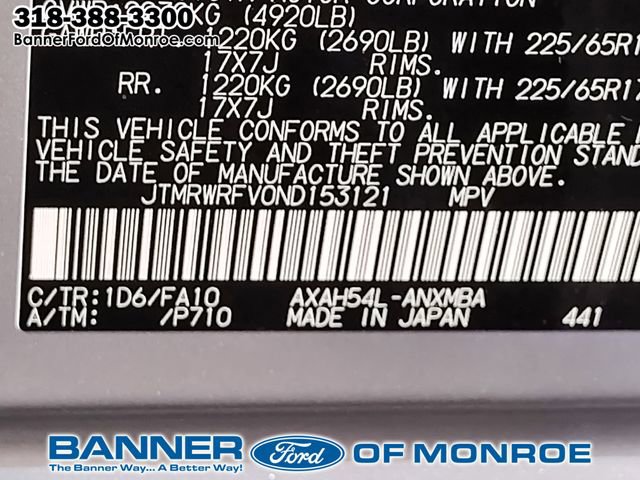 318-388-3300
BannerFordOfMonroe.com
(4920LB)
1220KG (2690LB) WITH 225/65R1
17X7J RIMS.
RR. 1220KG (2690LB) WITH 225/65R17
17X7J RIMS.
THIS VEHICLE CONFORMS TO ALL APPLICABLE
VEHICLE SAFETY AND THEFT PREVENTION STAND
THE DATE OF MANUFACTURE SHOWN ABOVE.
JTMRWRFV0ND153121 MPV
C/TR:1D6/FA10 AXAH54L-ANXMBA
A/TM: /P710 MADE IN JAPAN 441
BANNER Ford OF MONROE
The Banner Way... A Better Way!